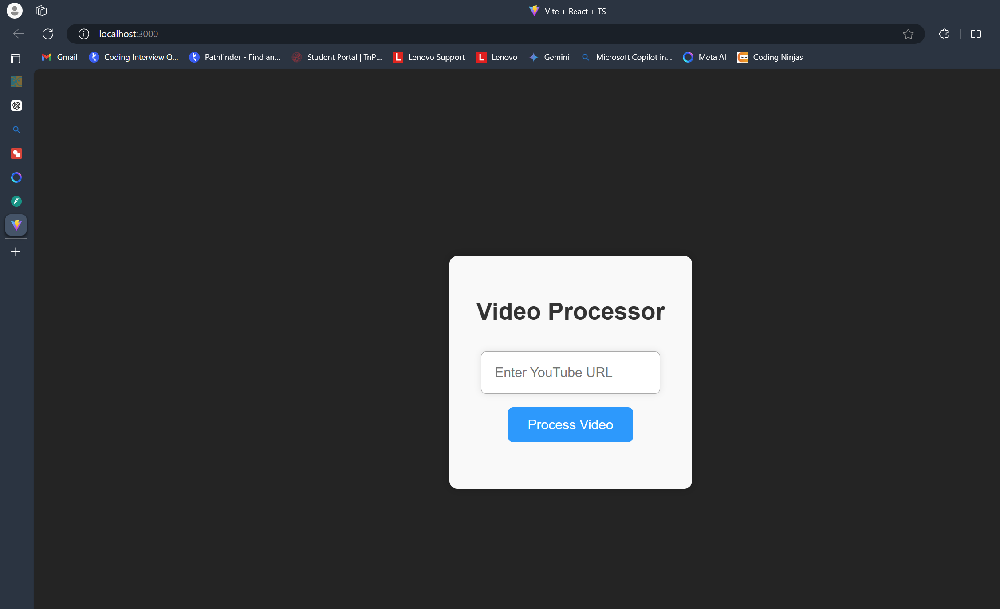 Vite + React + TS
localhost:3000
Gmail Coding Interview Q... Pathfinder - Find an... Student Portal | TnP... Lenovo Support Lenovo Gemini Microsoft Copilot in... Meta AI Coding Ninjas
Video Processor
Enter YouTube URL
Process Video